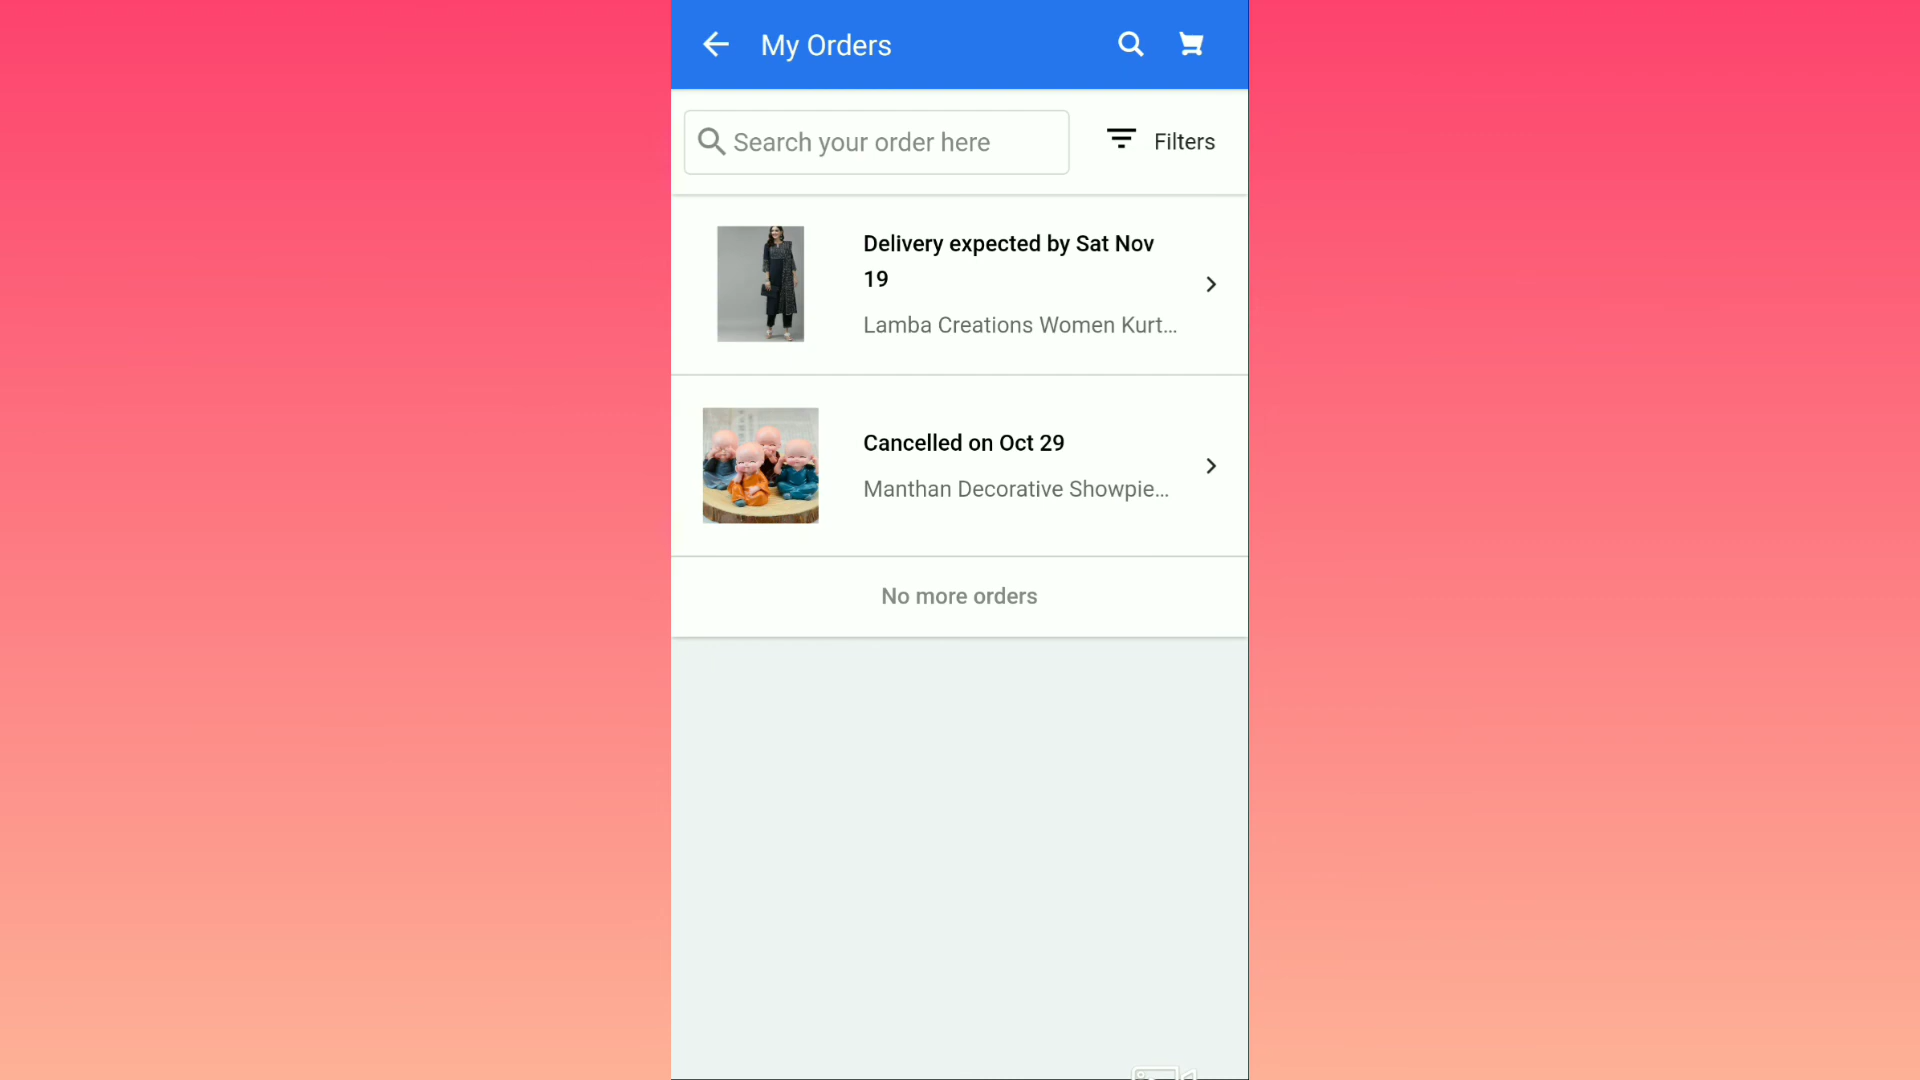 My Orders
Search your order here
Filters
Delivery expected by Sat Nov
19
Lamba Creations Women Kurt...
Cancelled on Oct 29
Manthan Decorative Showpie...
No more orders